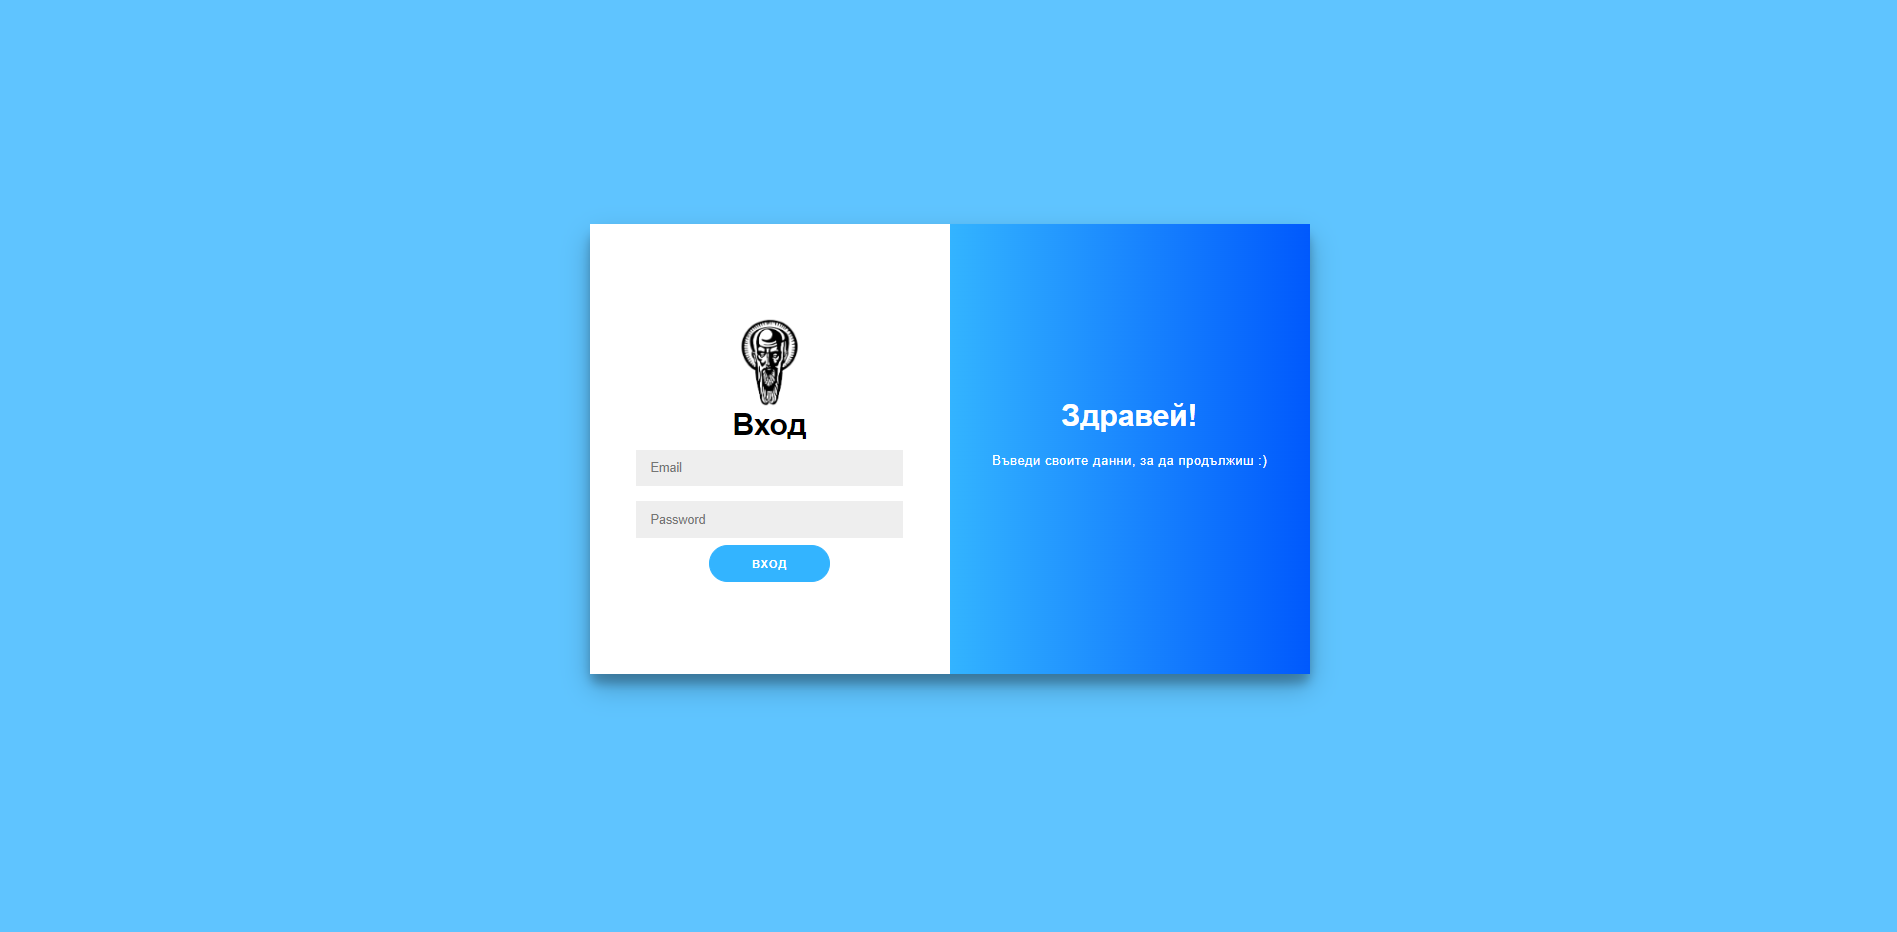 Вход
Email
Password
ВХОД
Здравей!
Въведи своите данни, за да продължиш :)